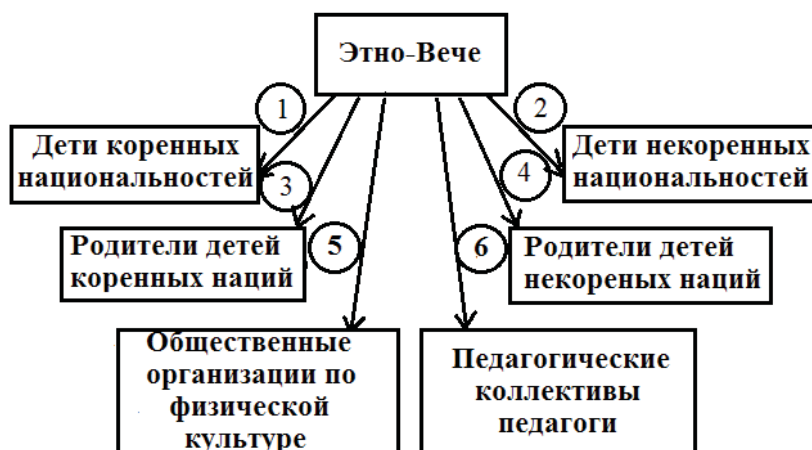 Этно-Вече
1
2
Дети коренных
национальностей
Дети некоренных
национальностей
3
4
Родители детей
коренных наций
5
6
Родители детей
некореных наций
Общественные
организации по
физической
культуре
Педагогические
коллективы
педагоги